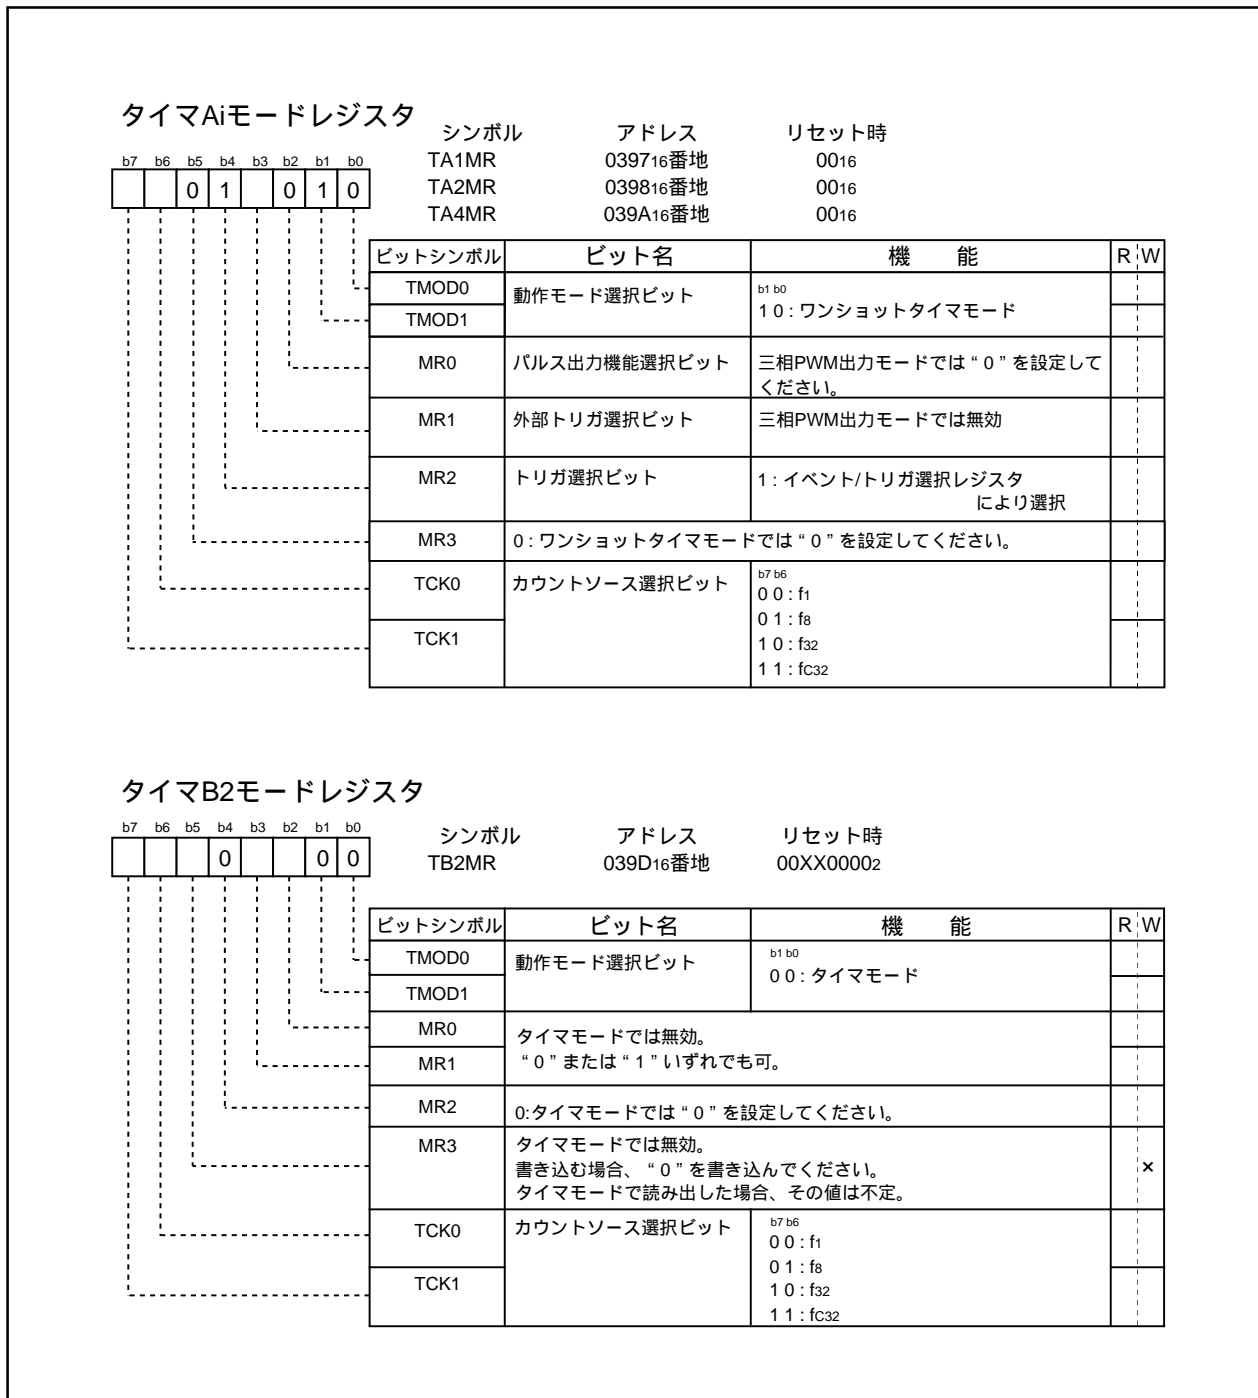 タイマAiモードレジスタ
シンボル アドレス リセット時
b7 b6 b5 b4 b3 b2 b1 b0
TA1MR 039716番地 0016
0 1 0 1 0
TA2MR 039816番地 0016
TA4MR 039A16番地 0016
ビットシンボル ビット名 機 能 R W
TMOD0 動作モード選択ビット b1 b0
TMOD1 1 0 : ワンショットタイマモード
MR0 パルス出力機能選択ビット 三相PWM出力モードでは“0”を設定して
ください。
MR1 外部トリガ選択ビット 三相PWM出力モードでは無効
MR2 トリガ選択ビット 1 : イベント/トリガ選択レジスタ
により選択
MR3 0 : ワンショットタイマモードでは“0”を設定してください。
TCK0 カウントソース選択ビット b7 b6
0 0 : f1
0 1 : f8
TCK1 1 0 : f32
1 1 : fC32
タイマB2モードレジスタ
b7 b6 b5 b4 b3 b2 b1 b0
シンボル アドレス リセット時
0 0 0
TB2MR 039D16番地 00XX00002
ビットシンボル ビット名 機 能 R W
TMOD0 動作モード選択ビット b1 b0
TMOD1 0 0 : タイマモード
MR0 タイマモードでは無効。
MR1 “0”または“1”いずれでも可。
MR2 0:タイマモードでは“0”を設定してください。
MR3 タイマモードでは無効。
書き込む場合、“0”を書き込んでください。 ×
タイマモードで読み出した場合、その値は不定。
TCK0 カウントソース選択ビット b7 b6
0 0 : f1
0 1 : f8
TCK1 1 0 : f32
1 1 : fC32